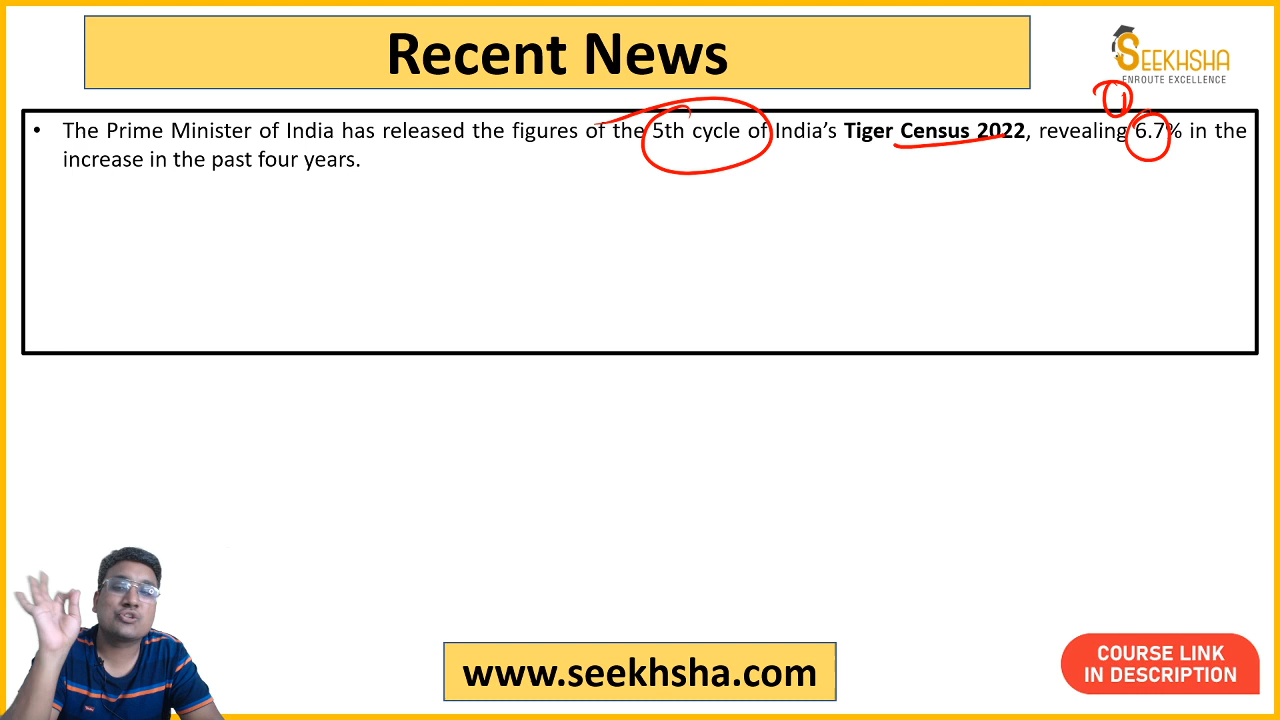 Recent News
SEEKHSHA
ENROUTE EXCELLENCE
• The Prime Minister of India has released the figures of the 5th cycle of India's Tiger Census 2022, revealing 6.7% in the
increase in the past four years.
www.seekhsha.com
COURSE LINK
IN DESCRIPTION